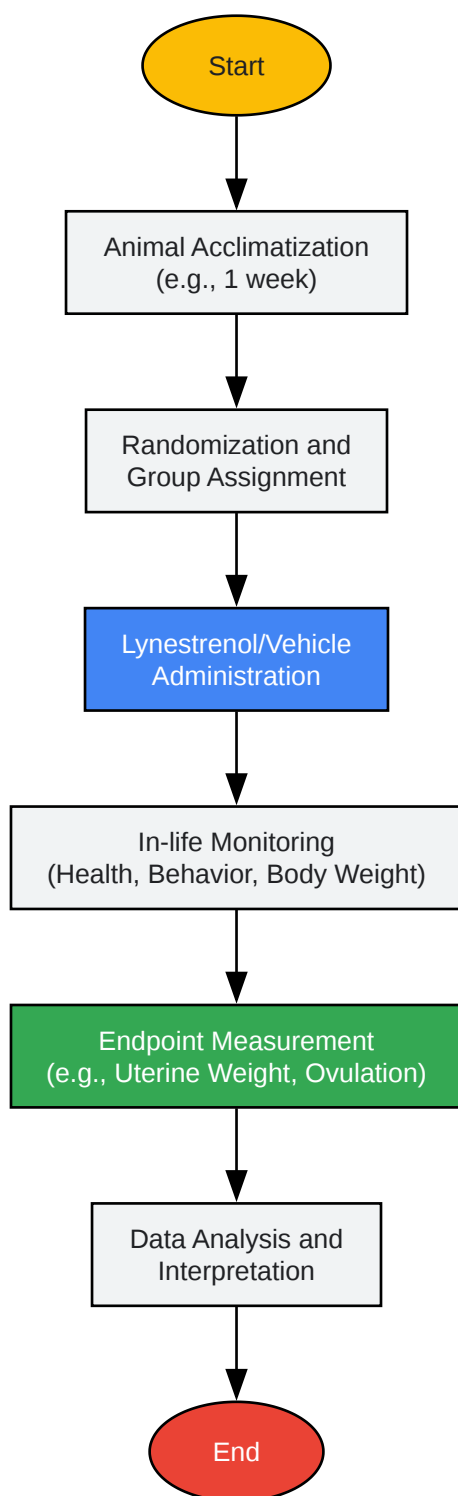 Start
Animal Acclimatization
(e.g., 1 week)
Randomization and
Group Assignment
Lynestrenol/Vehicle
Administration
In-life Monitoring
(Health, Behavior, Body Weight)
Endpoint Measurement
(e.g., Uterine Weight, Ovulation)
Data Analysis and
Interpretation
End